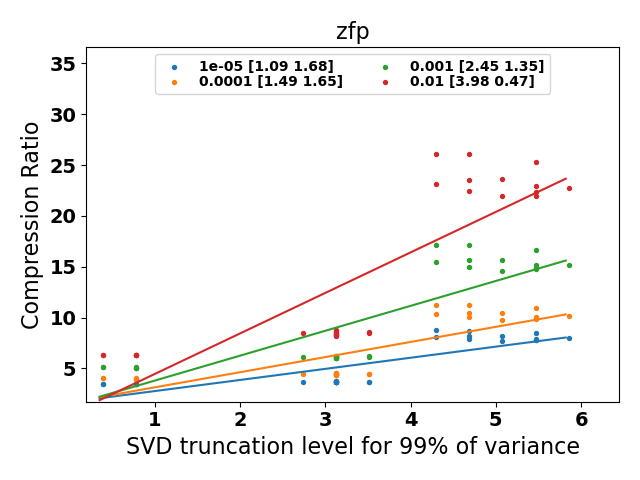 zfp
1e-05 [1.09 1.68]
0.0001 [1.49 1.65]
0.001 [2.45 1.35]
0.01 [3.98 0.47]
Compression Ratio
35
30
25
20
15
10
5
1 2 3 4 5 6
SVD truncation level for 99% of variance